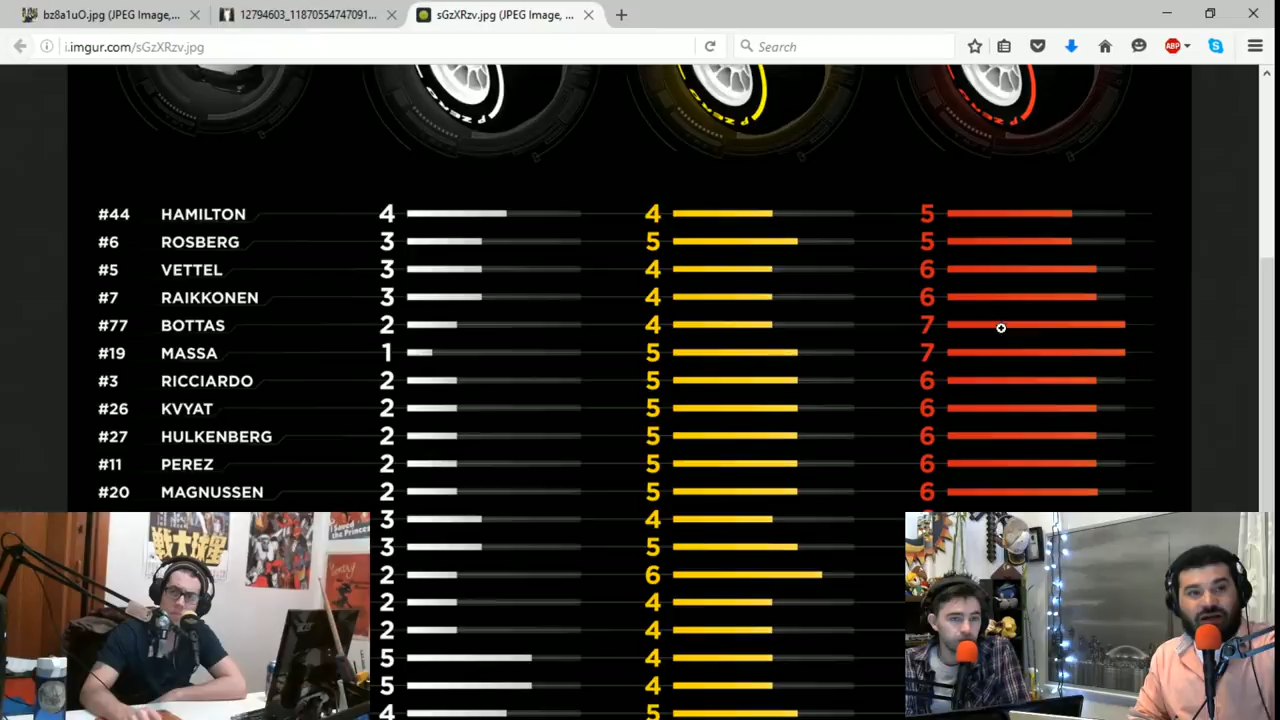 bz8a1uO.jpg (JPEG Image,...
12794603_11870554747091...
sGzXRzv.jpg (JPEG Image, ...
i.imgur.com/sGzXRzv.jpg
Search
ABP
P ZERO
P ZERO
P ZERO
#44 HAMILTON 4 4 5
#6 ROSBERG 3 5 5
#5 VETTEL 3 4 6
#7 RAIKKONEN 3 4 6
#77 BOTTAS 2 4 7
#19 MASSA 1 5 7
#3 RICCIARDO 2 5 6
#26 KVYAT 2 5 6
#27 HULKENBERG 2 5 6
#11 PEREZ 2 5 6
#20 MAGNUSSEN 2 5 6
3 4
3 5
2 6
2 4
2 4
5 4
5 4
4 5